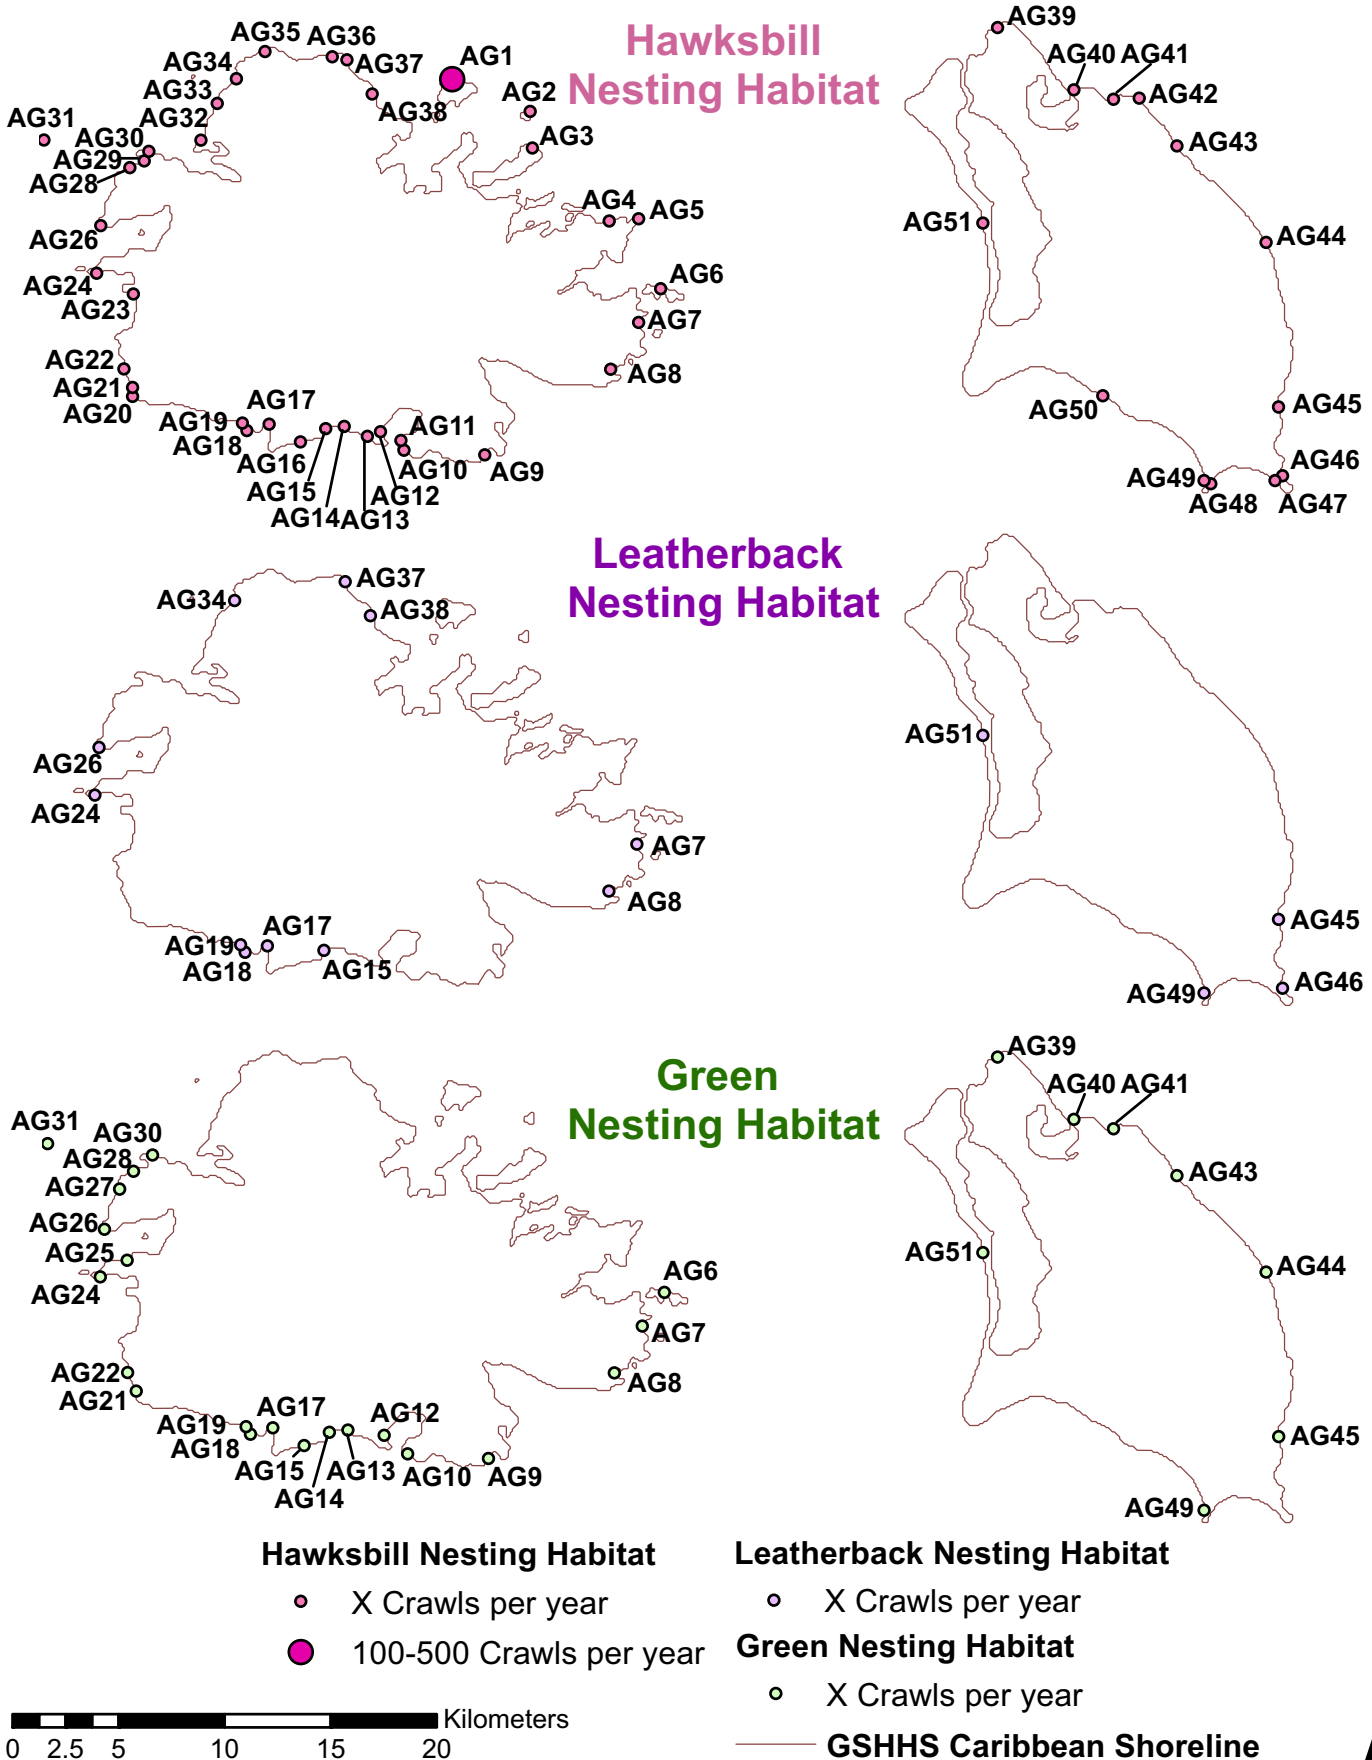 Hawksbill
Nesting Habitat
AG35
AG36
AG34
AG37
AG1
AG33
AG38
AG2
AG31
AG32
AG30
AG3
AG29
AG28
AG4
AG5
AG26
AG6
AG24
AG23
AG7
AG22
AG8
AG21
AG20
AG17
AG19
AG18
AG11
AG16
AG10
AG9
AG15
AG12
AG14
AG13
AG39
AG40
AG41
AG42
AG43
AG51
AG44
AG50
AG45
AG46
AG49
AG48
AG47
Leatherback
Nesting Habitat
AG37
AG34
AG38
AG26
AG24
AG7
AG8
AG17
AG19
AG18
AG15
AG51
AG45
AG46
AG49
Green
Nesting Habitat
AG31
AG30
AG28
AG27
AG26
AG25
AG24
AG6
AG7
AG22
AG8
AG21
AG17
AG12
AG19
AG18
AG15
AG13
AG10
AG9
AG14
AG39
AG40
AG41
AG43
AG51
AG44
AG45
AG49
Hawksbill Nesting Habitat
X Crawls per year
100-500 Crawls per year
Leatherback Nesting Habitat
X Crawls per year
Green Nesting Habitat
X Crawls per year
GSHHS Caribbean Shoreline
Kilometers
0 2.5 5 10 15 20